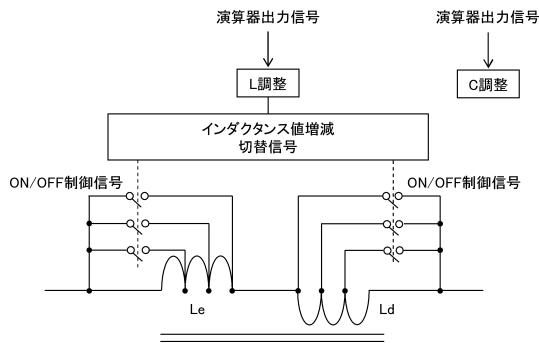 演算器出力信号
演算器出力信号
L調整
C調整
インダクタンス値増減
切替信号
ON/OFF制御信号
ON/OFF制御信号
Le
Ld